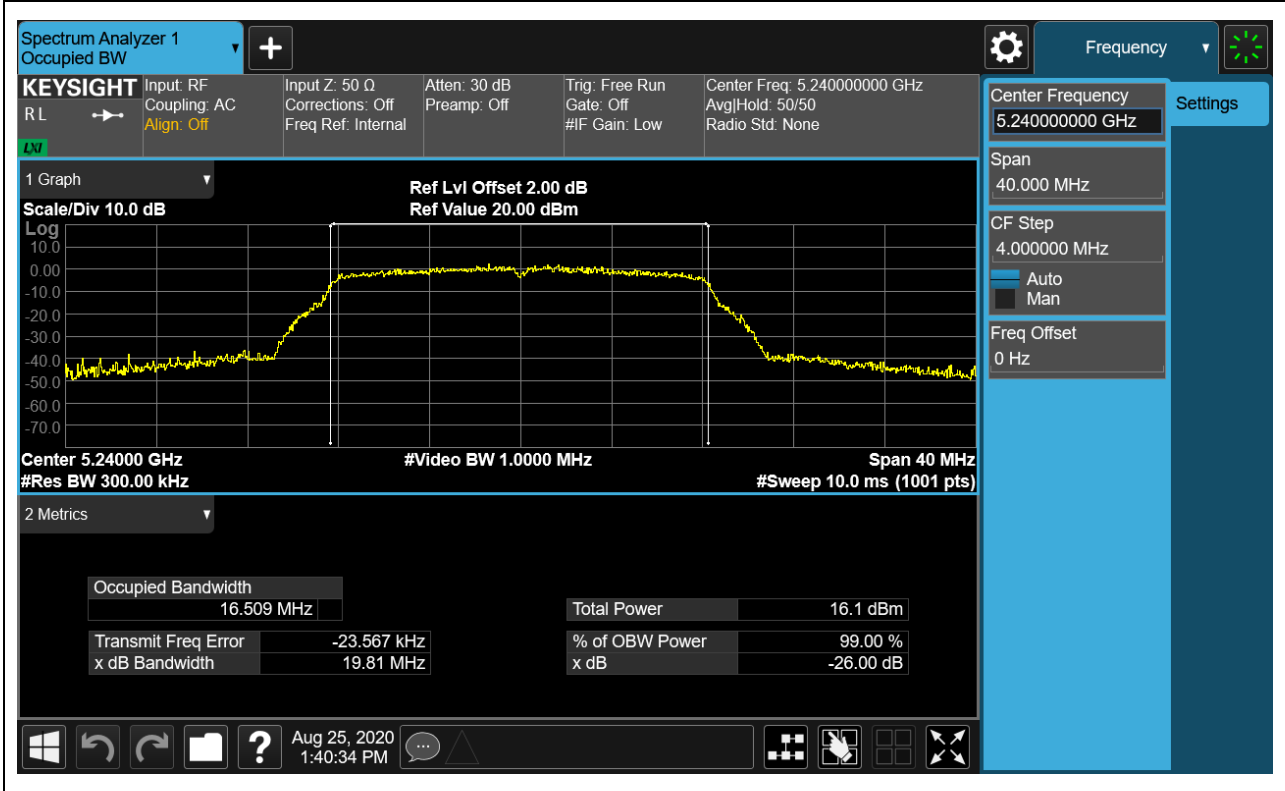 Spectrum Analyzer 1
Occupied BW
Frequency
KEYSIGHT
R L
LXI
Input: RF
Coupling: AC
Align: Off
Input Z: 50 Ω
Corrections: Off
Freq Ref: Internal
Atten: 30 dB
Preamp: Off
Trig: Free Run
Gate: Off
#IF Gain: Low
Center Freq: 5.240000000 GHz
Avg|Hold: 50/50
Radio Std: None
Center Frequency
5.240000000 GHz
Settings
Span
40.000 MHz
CF Step
4.000000 MHz
Auto
Man
Freq Offset
0 Hz
1 Graph
Scale/Div 10.0 dB
Ref Lvl Offset 2.00 dB
Ref Value 20.00 dBm
Log
10.0
0.00
-10.0
-20.0
-30.0
-40.0
-50.0
-60.0
-70.0
Center 5.24000 GHz
#Video BW 1.0000 MHz
Span 40 MHz
#Res BW 300.00 kHz
#Sweep 10.0 ms (1001 pts)
2 Metrics
Occupied Bandwidth
16.509 MHz
Total Power 16.1 dBm
Transmit Freq Error -23.567 kHz
% of OBW Power 99.00 %
x dB Bandwidth 19.81 MHz
x dB -26.00 dB
Aug 25, 2020
1:40:34 PM